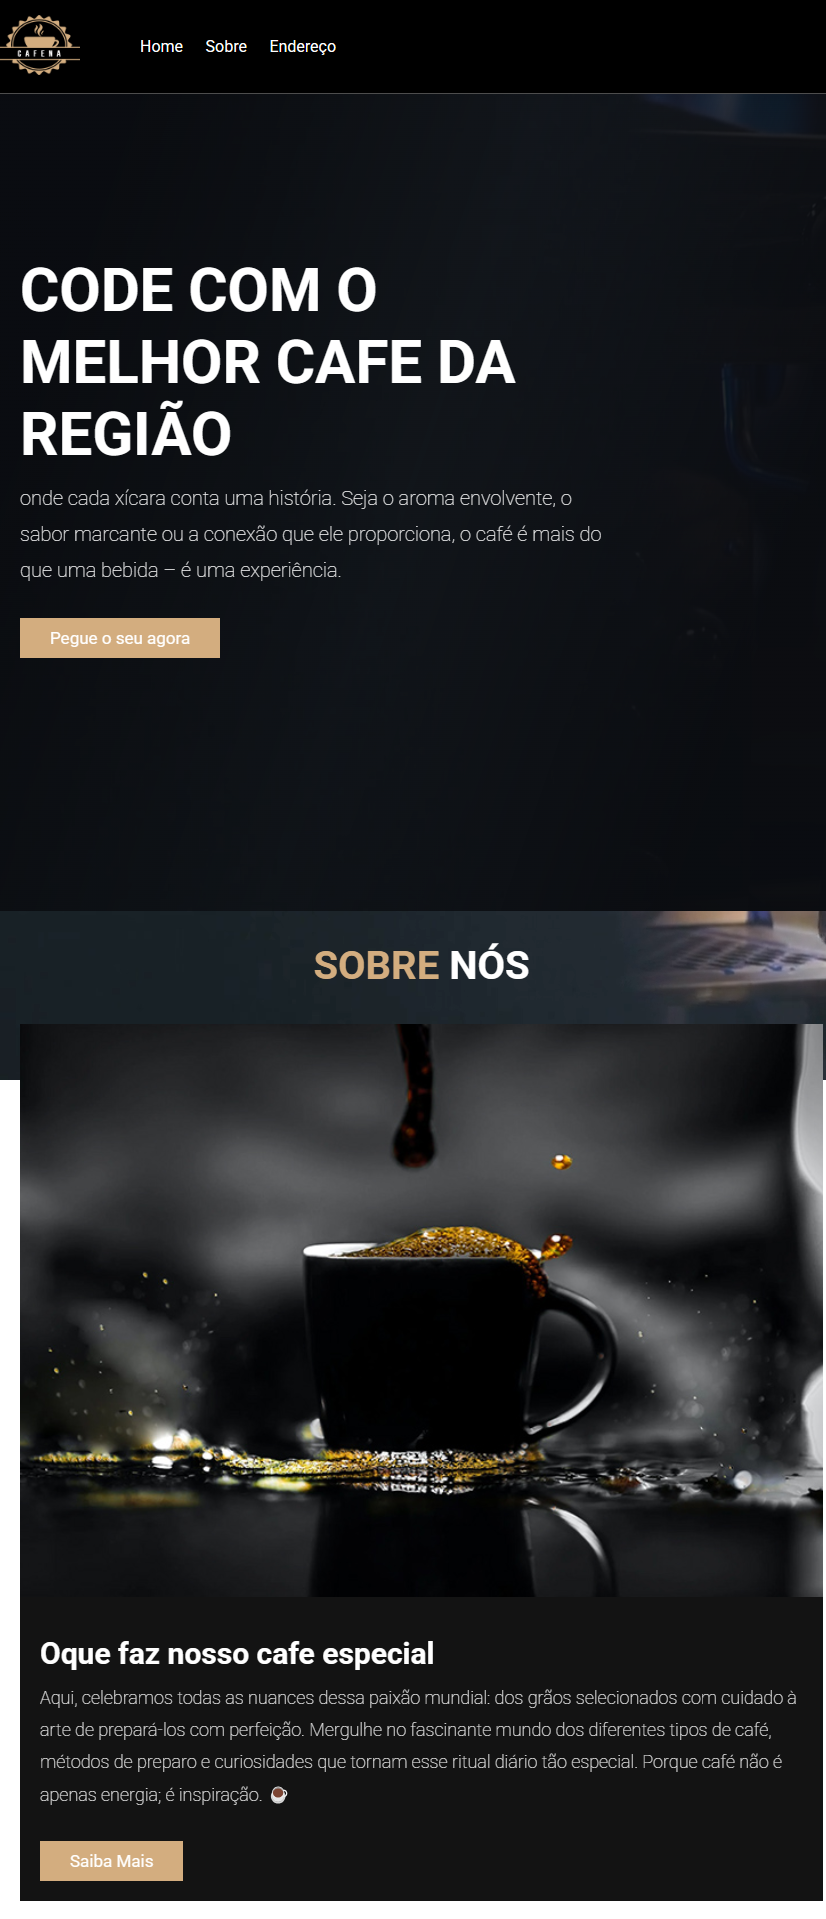 CAFENA
Home Sobre Endereço
CODE COM O
MELHOR CAFE DA
REGIÃO
onde cada xícara conta uma história. Seja o aroma envolvente, o
sabor marcante ou a conexão que ele proporciona, o café é mais do
que uma bebida – é uma experiência.
Pegue o seu agora
SOBRE NÓS
Oque faz nosso cafe especial
Aqui, celebramos todas as nuances dessa paixão mundial: dos grãos selecionados com cuidado à
arte de prepará-los com perfeição. Mergulhe no fascinante mundo dos diferentes tipos de café,
métodos de preparo e curiosidades que tornam esse ritual diário tão especial. Porque café não é
apenas energia; é inspiração. ☕
Saiba Mais